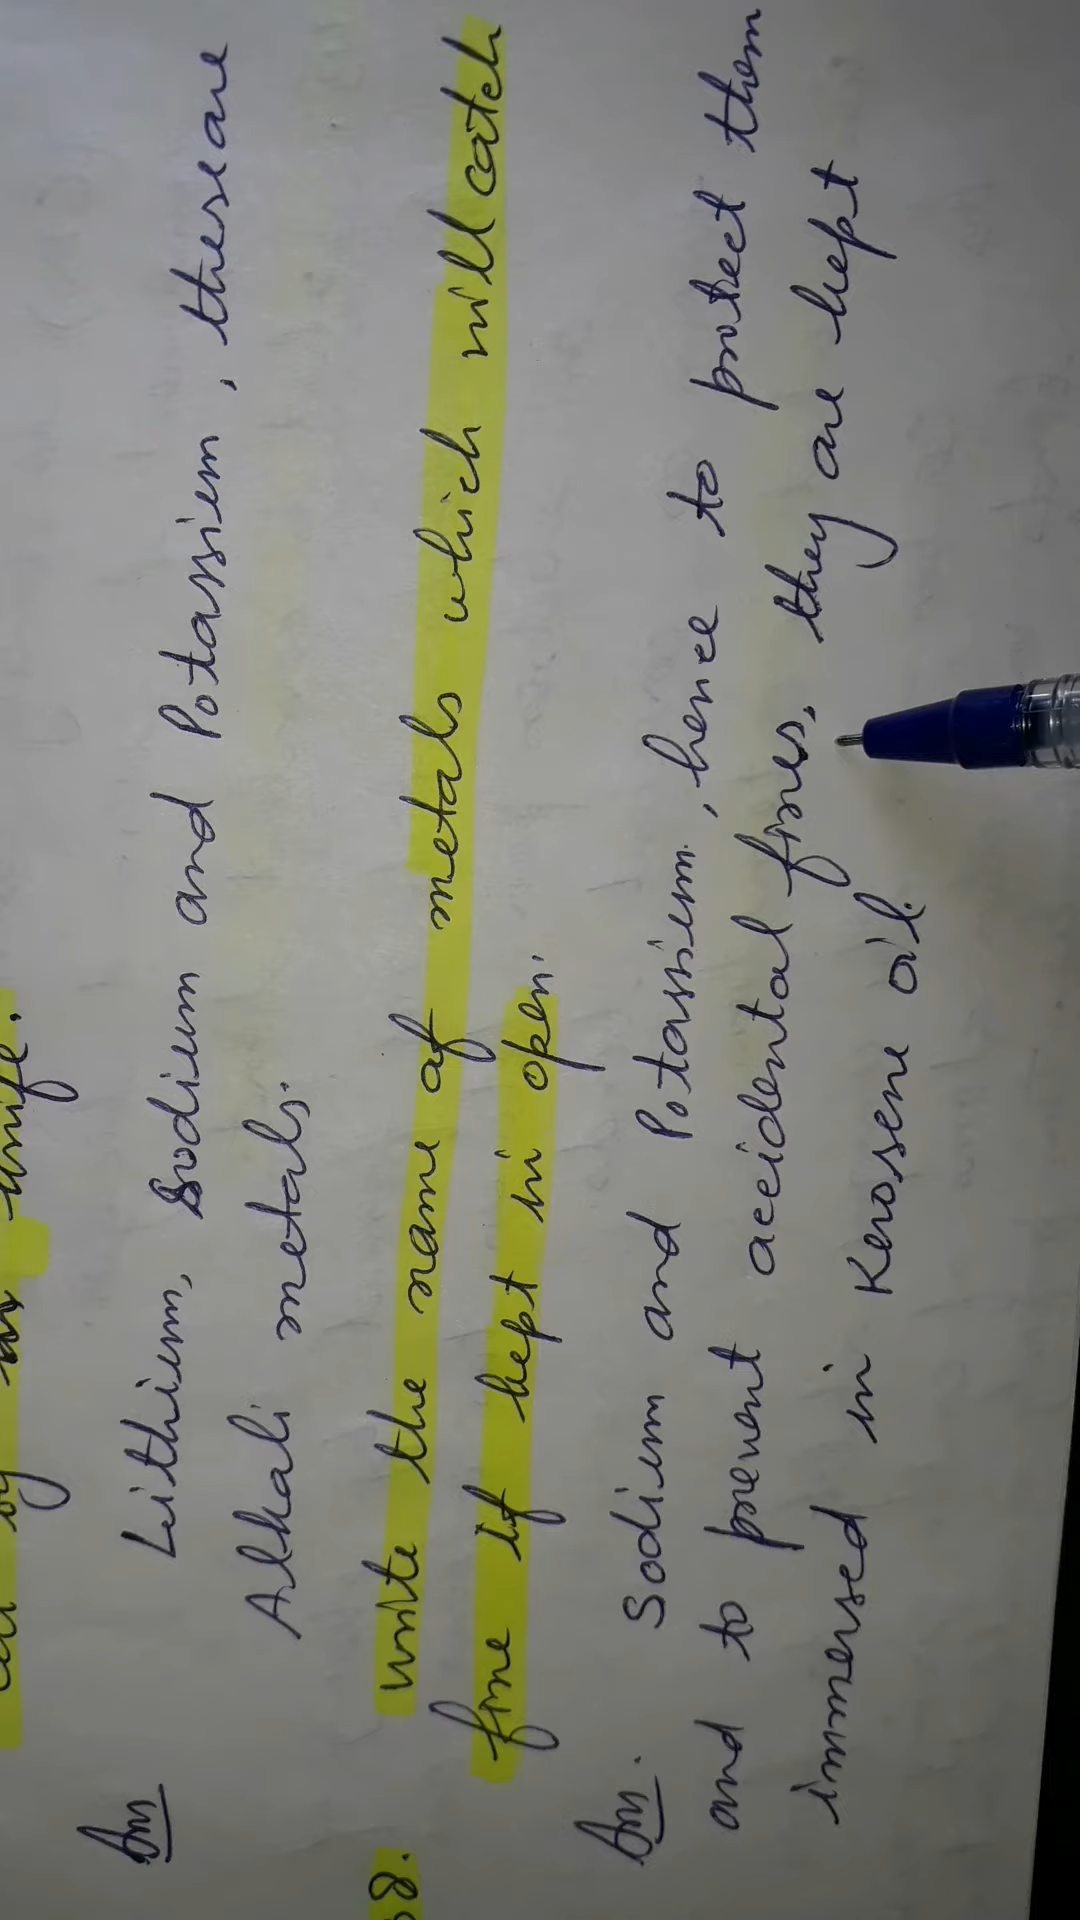 knife.
Ans Lithium, Sodium and Potassium, these are
Alkali metals.
38. write the name of metals which will catch
fire if kept in open.
Ans. Sodium and Potassium, hence to protect them
and to prevent accidental fires, they are kept
immersed in Kerosene oil.